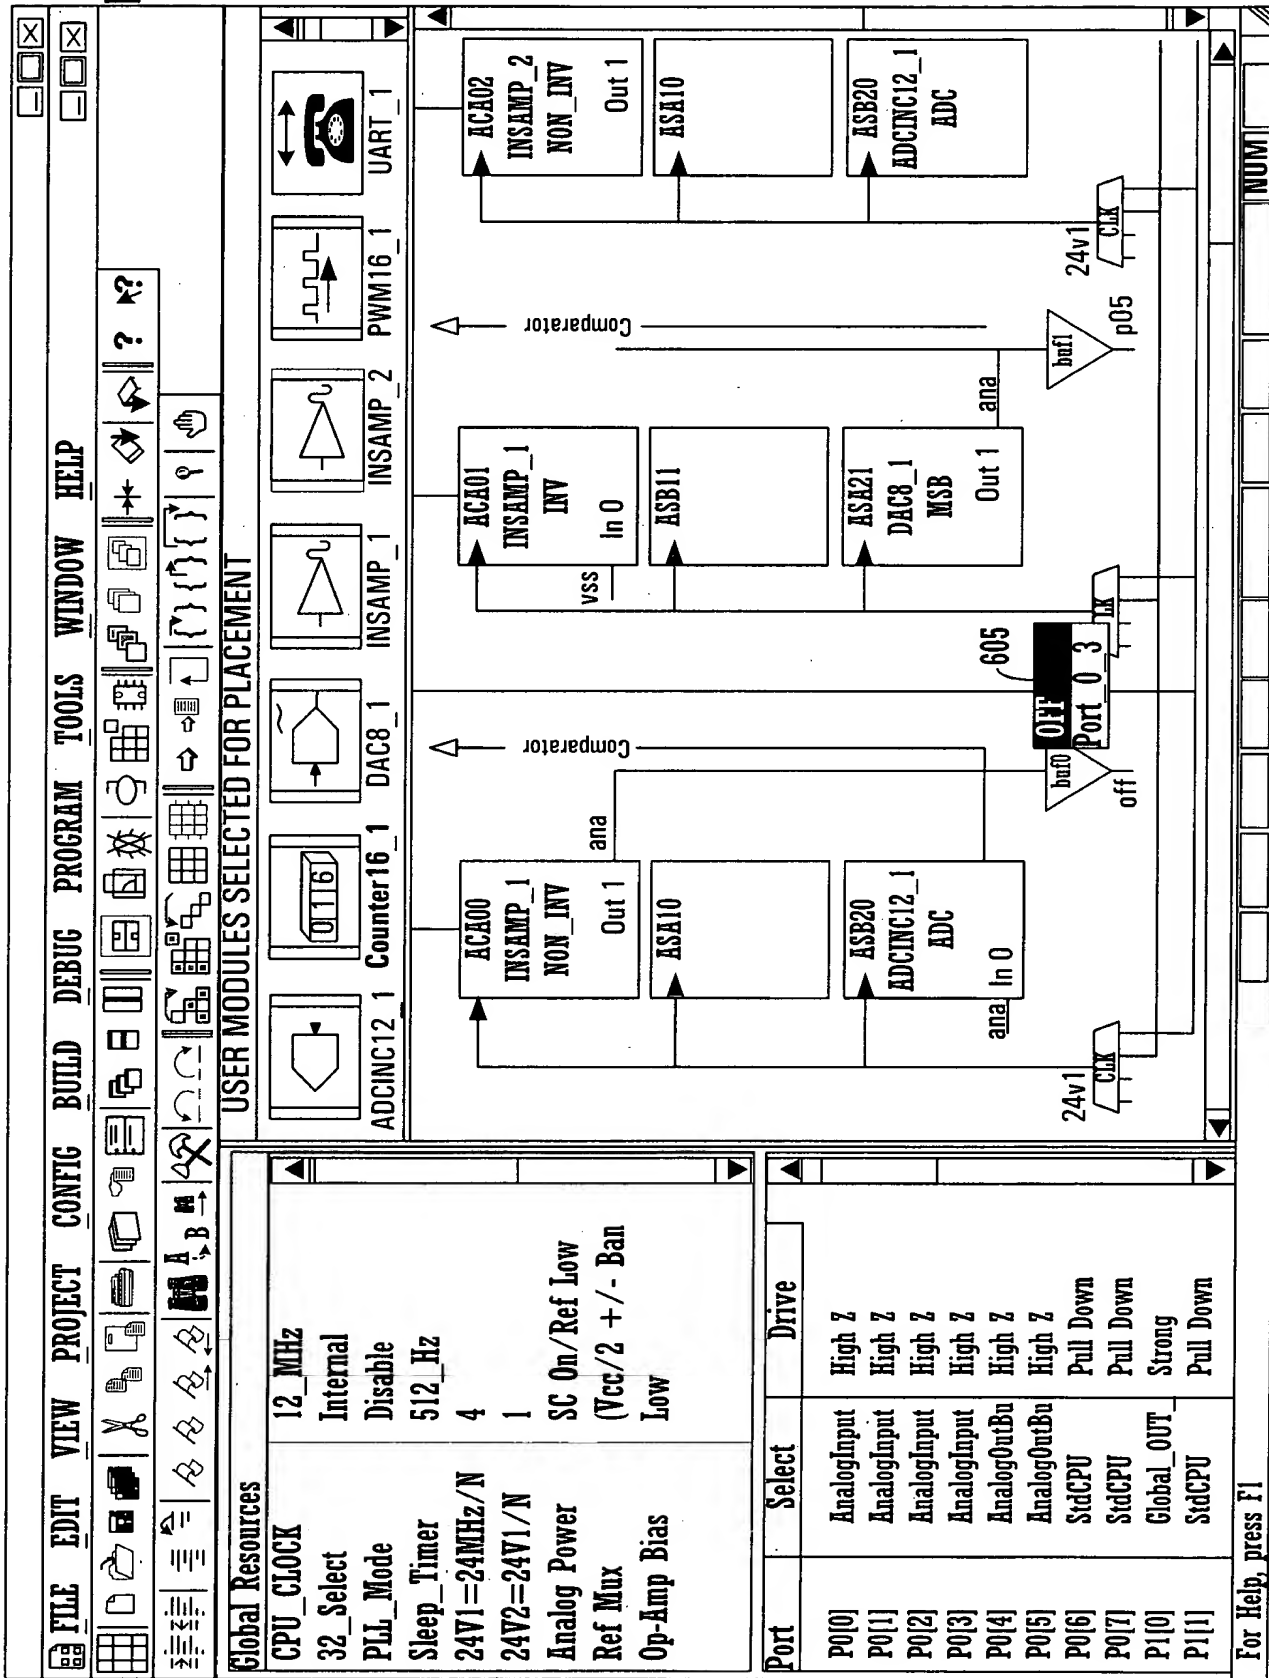 FILE EDIT VIEW PROJECT CONFIG BUILD DEBUG PROGRAM TOOLS WINDOW HELP
A
B
? ?
{ } { } { } { }
Global Resources
CPU_CLOCK 12_MHz
32_Select Internal
PLL_Mode Disable
Sleep_Timer 512_Hz
24V1=24MHz/N 4
24V2=24V1/N 1
Analog Power SC On/Ref Low
Ref Mux (Vcc/2 +/- Ban
Op-Amp Bias Low
Port Select Drive
P0[0] AnalogInput High Z
P0[1] AnalogInput High Z
P0[2] AnalogInput High Z
P0[3] AnalogInput High Z
P0[4] AnalogOutBu High Z
P0[5] AnalogOutBu High Z
P0[6] StdCPU Pull Down
P0[7] StdCPU Pull Down
P1[0] Global_OUT_ Strong
P1[1] StdCPU Pull Down
USER MODULES SELECTED FOR PLACEMENT
0 1 1 6
ADCINC12_1 Counter16_1 DAC8_1 INSAMP_1 INSAMP_2 PWM16_1 UART_1
ACA00
INSAMP_1
NON_INV
Out 1
ana
ASA10
ASB20
ADCINC12_1
ADC
ana In 0
24v1
CLK
Comparator
buf0
off
OFF
Port_0_3
605
ACA01
INSAMP_1
INV
In 0
VSS
ASB11
ASA21
DAC8_1
MSB
Out 1
ana
LK
Comparator
buf1
p05
ACA02
INSAMP_2
NON_INV
Out 1
ASA10
ASB20
ADCINC12_1
ADC
24v1
CLK
For Help, press F1
NUM